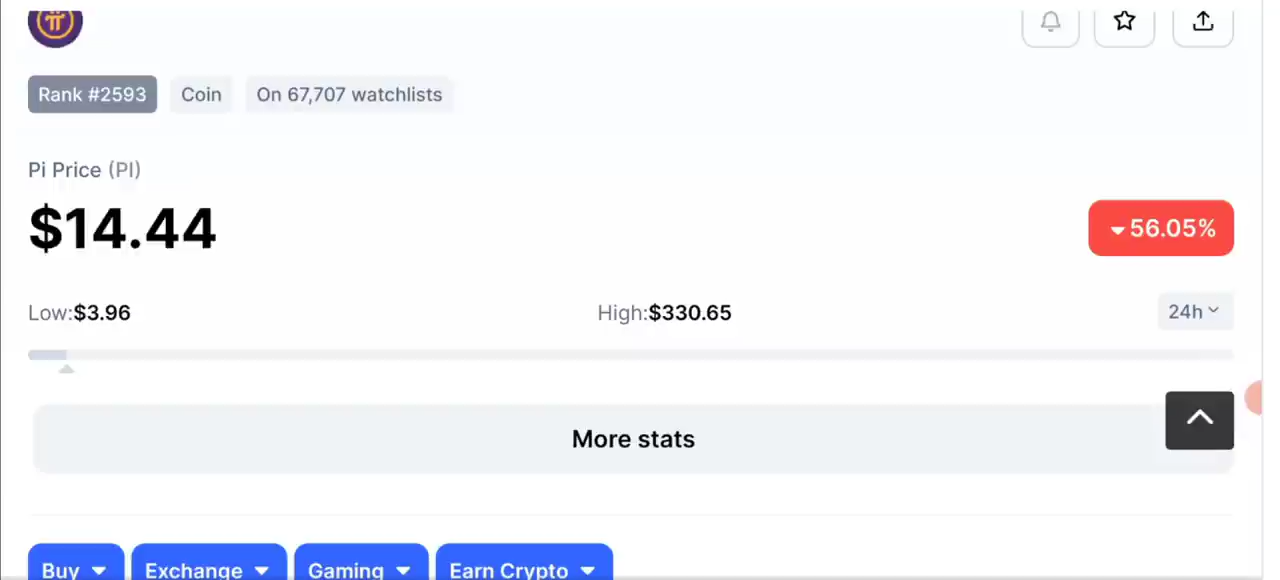 Rank #2593 Coin On 67,707 watchlists
Pi Price (PI)
$14.44 56.05%
Low:$3.96 High:$330.65 24h
More stats
Buy Exchange Gaming Earn Crypto